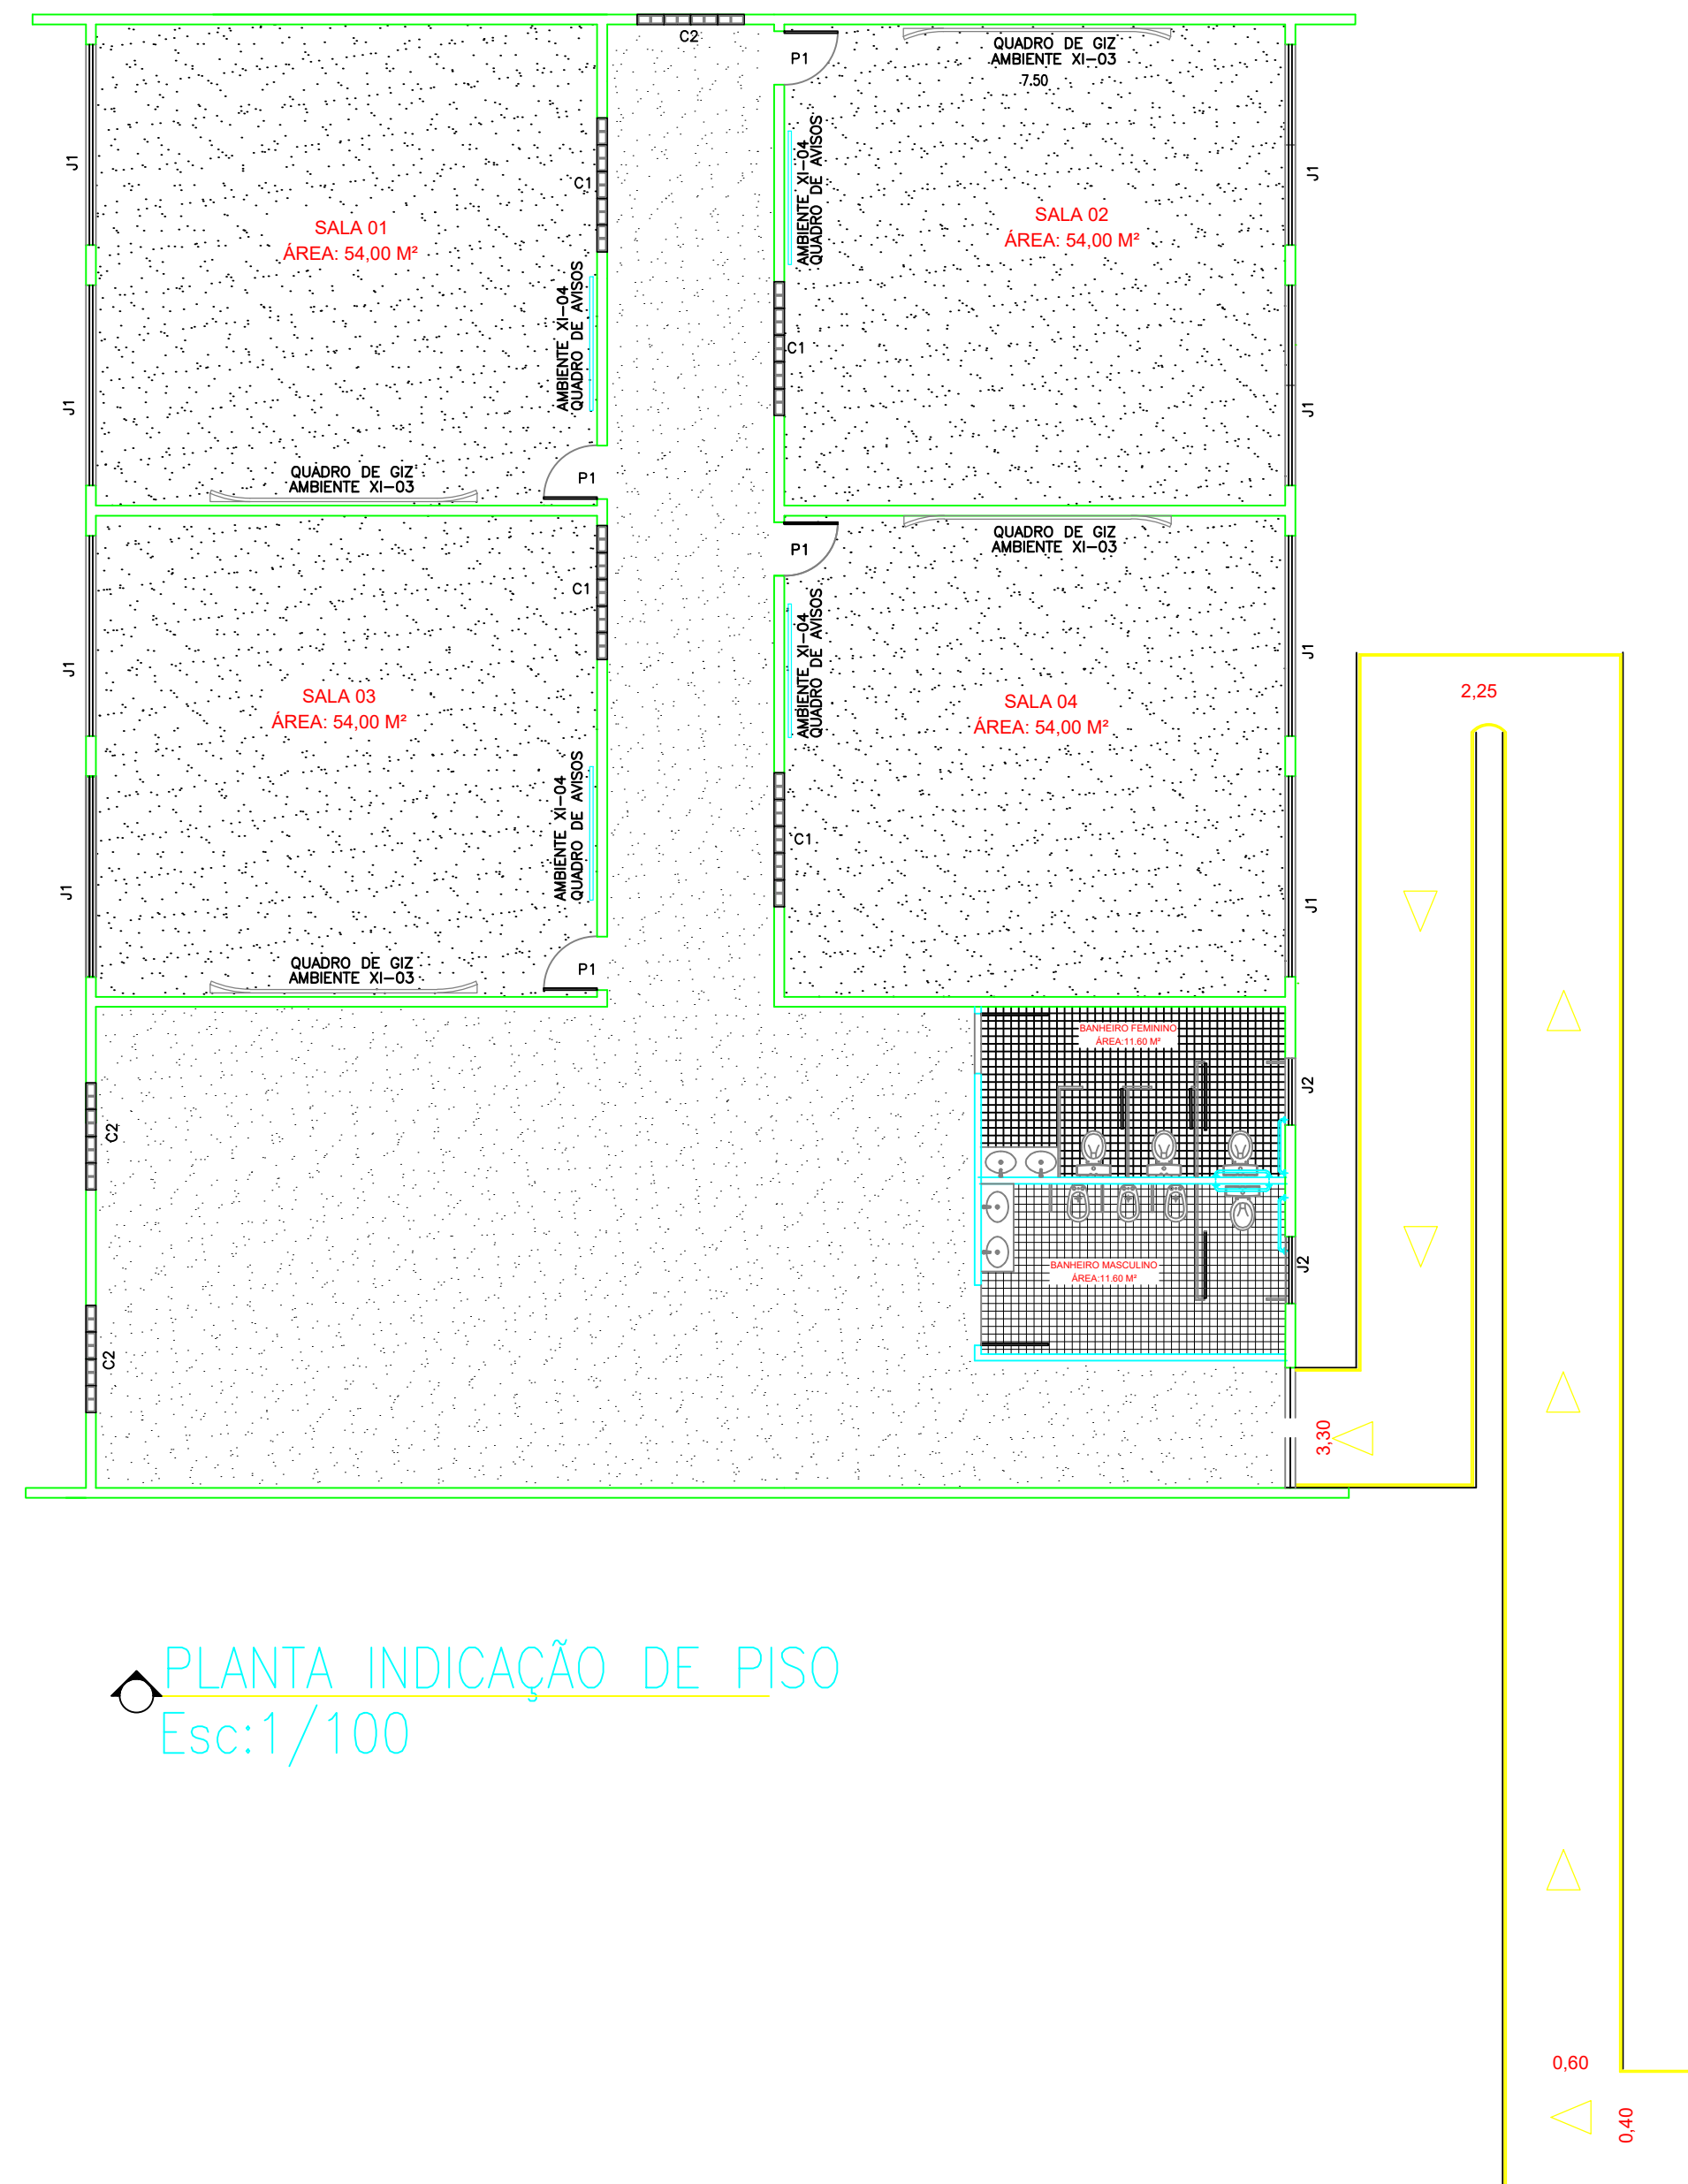 C2
QUADRO DE GIZ
AMBIENTE XI-03
7.50
P1
J1
J1
C1
AMBIENTE XI-04
QUADRO DE AVISOS
SALA 01
ÁREA: 54,00 M²
SALA 02
ÁREA: 54,00 M²
AMBIENTE XI-04
QUADRO DE AVISOS
C1
J1
J1
QUADRO DE GIZ
AMBIENTE XI-03
P1
QUADRO DE GIZ
AMBIENTE XI-03
P1
C1
AMBIENTE XI-04
QUADRO DE AVISOS
J1
J1
SALA 03
ÁREA: 54,00 M²
SALA 04
ÁREA: 54,00 M²
2,25
AMBIENTE XI-04
QUADRO DE AVISOS
C1
J1
J1
QUADRO DE GIZ
AMBIENTE XI-03
P1
BANHEIRO FEMININO
ÁREA:11.60 M²
J2
C2
BANHEIRO MASCULINO
ÁREA:11.60 M²
J2
C2
3,30
PLANTA INDICAÇÃO DE PISO
Esc:1/100
0,60
0,40